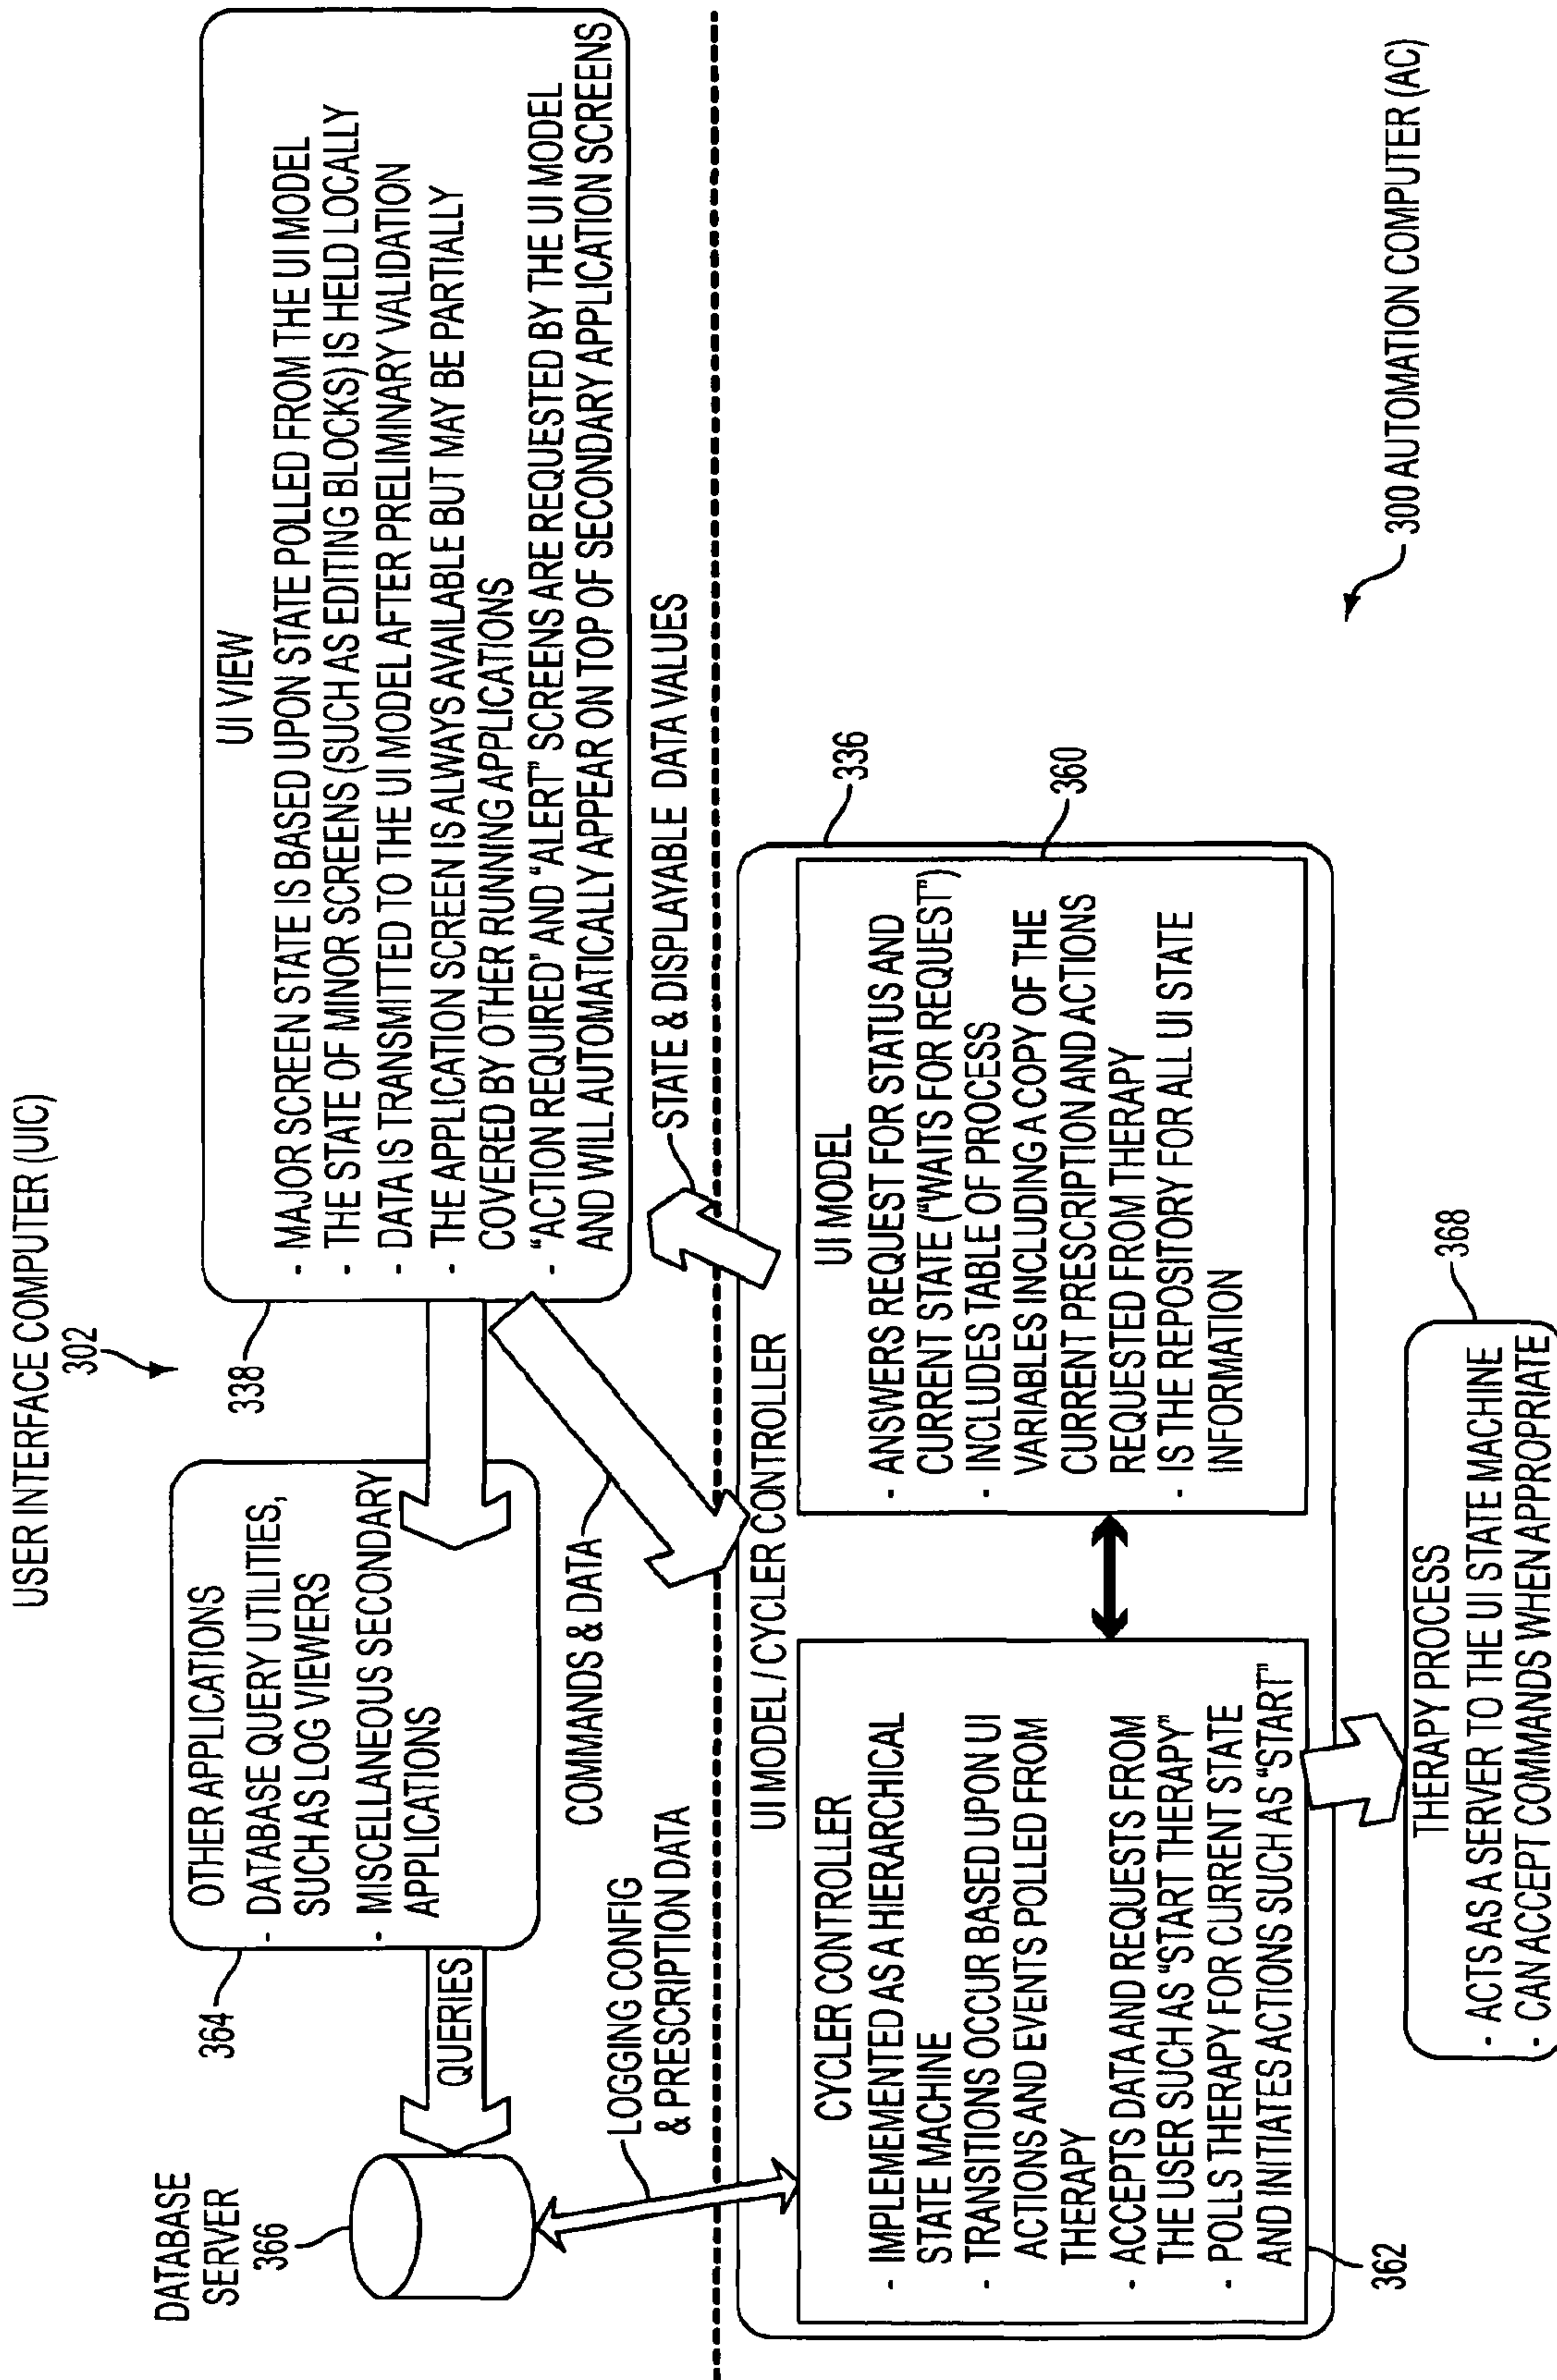 USER INTERFACE COMPUTER (UIC)
302
DATABASE
SERVER
366
QUERIES
364
OTHER APPLICATIONS
- DATABASE QUERY UTILITIES,
SUCH AS LOG VIEWERS
- MISCELLANEOUS SECONDARY
APPLICATIONS
338
UI VIEW
- MAJOR SCREEN STATE IS BASED UPON STATE POLLED FROM THE UI MODEL
- THE STATE OF MINOR SCREENS (SUCH AS EDITING BLOCKS) IS HELD LOCALLY
- DATA IS TRANSMITTED TO THE UI MODEL AFTER PRELIMINARY VALIDATION
- THE APPLICATION SCREEN IS ALWAYS AVAILABLE BUT MAY BE PARTIALLY
COVERED BY OTHER RUNNING APPLICATIONS
- "ACTION REQUIRED" AND "ALERT" SCREENS ARE REQUESTED BY THE UI MODEL
AND WILL AUTOMATICALLY APPEAR ON TOP OF SECONDARY APPLICATION SCREENS
LOGGING CONFIG
& PRESCRIPTION DATA
COMMANDS & DATA
STATE & DISPLAYABLE DATA VALUES
UI MODEL / CYCLER CONTROLLER
336
CYCLER CONTROLLER
- IMPLEMEMENTED AS A HIERARCHICAL
STATE MACHINE
- TRANSITIONS OCCUR BASED UPON UI
ACTIONS AND EVENTS POLLED FROM
THERAPY
- ACCEPTS DATA AND REQUESTS FROM
THE USER SUCH AS "START THERAPY"
- POLLS THERAPY FOR CURRENT STATE
AND INITIATES ACTIONS SUCH AS "START"
362
UI MODEL
- ANSWERS REQUEST FOR STATUS AND
CURRENT STATE ("WAITS FOR REQUEST")
- INCLUDES TABLE OF PROCESS
VARIABLES INCLUDING A COPY OF THE
CURRENT PRESCRIPTION AND ACTIONS
REQUESTED FROM THERAPY
- IS THE REPOSITORY FOR ALL UI STATE
INFORMATION
360
THERAPY PROCESS
- ACTS AS A SERVER TO THE UI STATE MACHINE
- CAN ACCEPT COMMANDS WHEN APPROPRIATE
368
300 AUTOMATION COMPUTER (AC)